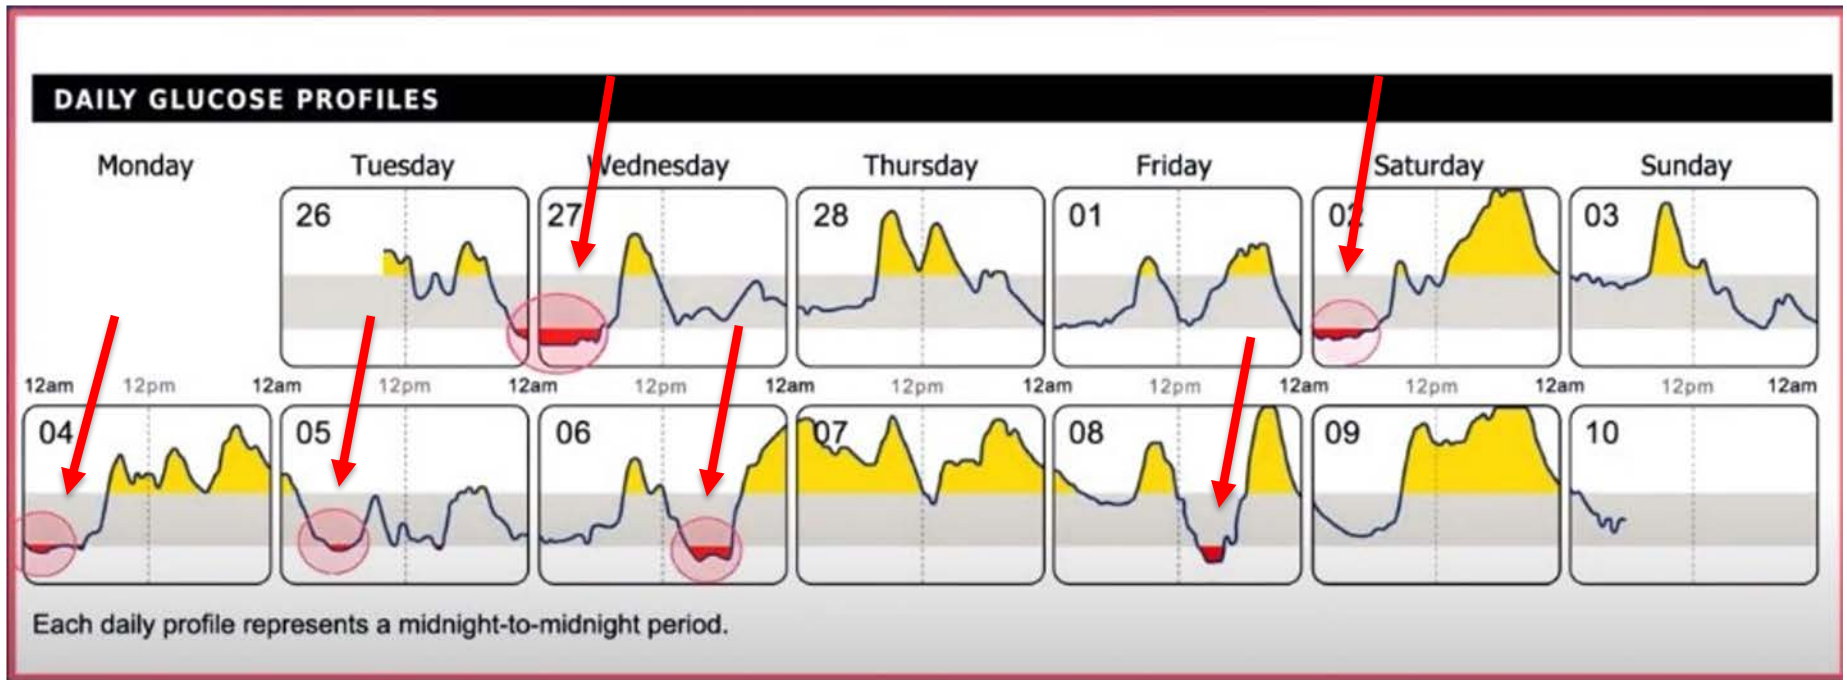 DAILY GLUCOSE PROFILES
Monday Tuesday Wednesday Thursday Friday Saturday Sunday
26 27 28 01 02 03
12am 12pm 12am 12pm 12am 12pm 12am 12pm 12am 12pm 12am 12pm 12am 12pm 12am
04 05 06 07 08 09 10
Each daily profile represents a midnight-to-midnight period.